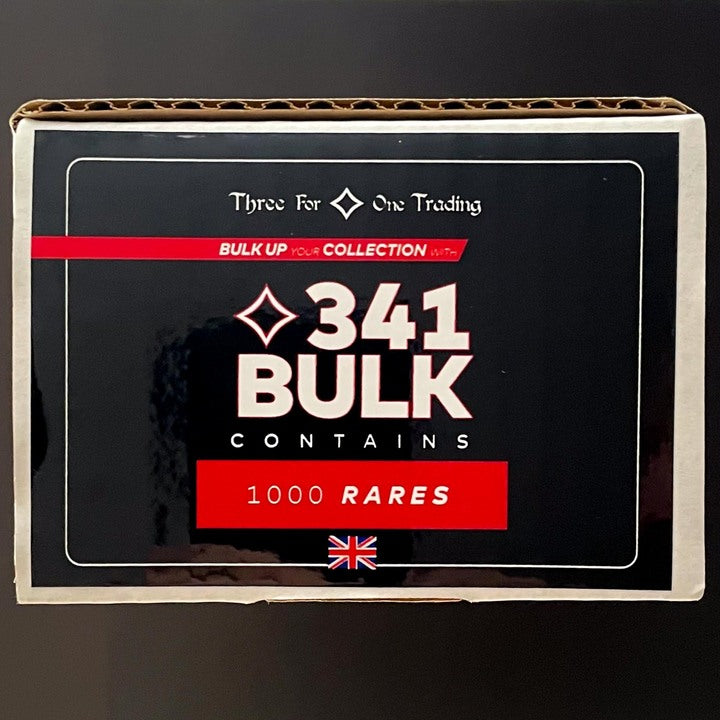 Three For One Trading
BULK UP YOUR COLLECTION WITH
341
BULK
CONTAINS
1000 RARES